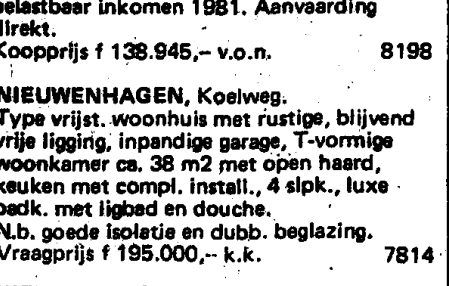 belastbaar inkomen 1981. Aanvaarding
direkt.
Koopprijs f 138.945,– v.o.n. 8198
NIEUWENHAGEN, Koelweg.
Type vrijst. woonhuis met rustige, blijvend
vrije ligging, inpandige garage, T-vormige
woonkamer ca. 38 m2 met open haard,
keuken met compl. install., 4 slpk., luxe
badk. met ligbad en douche.
N.b. goede isolatie en dubb. beglazing.
Vraagprijs f 195.000,-- k.k. 7814